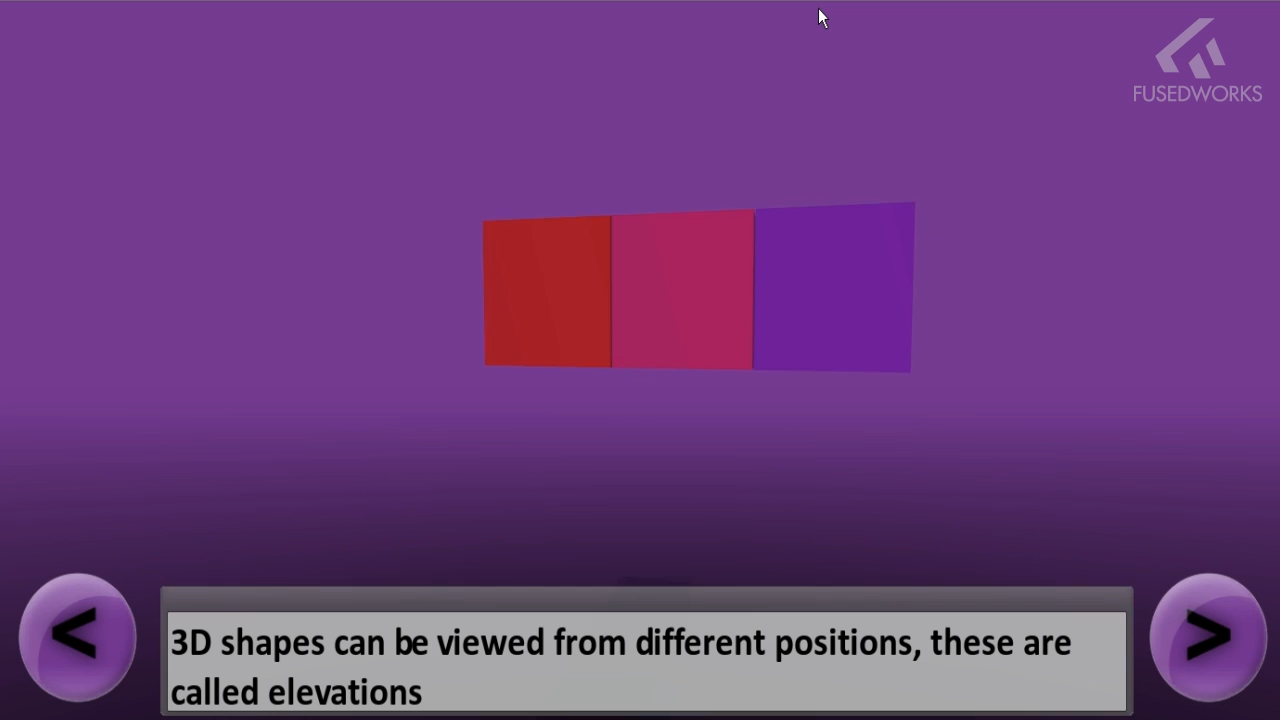 FUSEDWORKS
<
3D shapes can be viewed from different positions, these are
called elevations
>